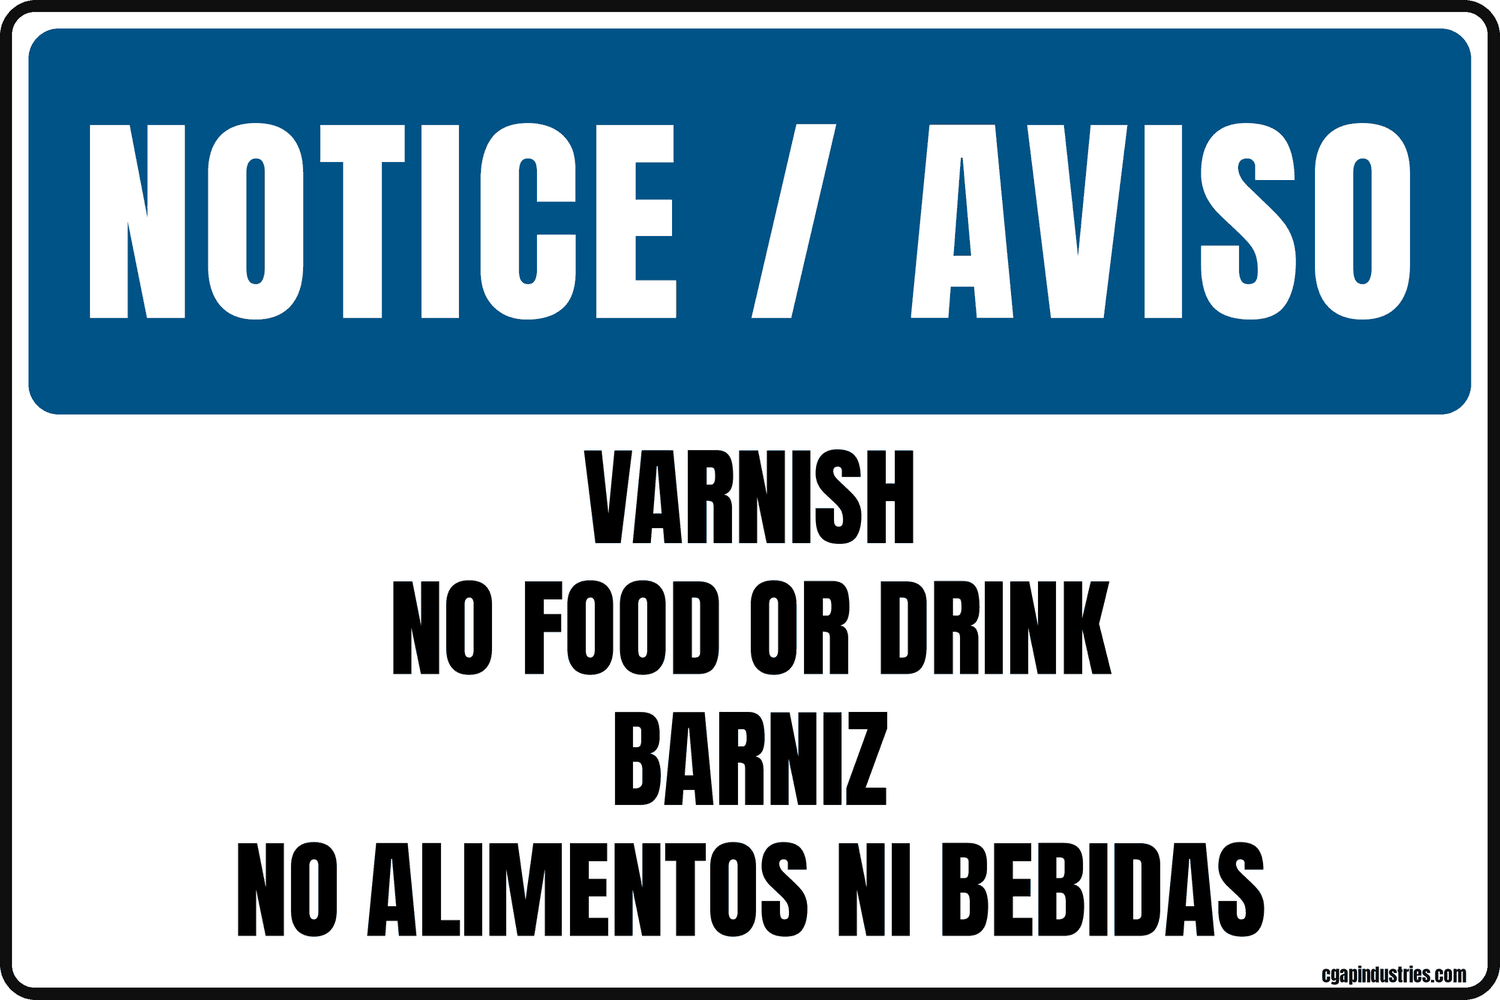 NOTICE / AVISO
VARNISH
NO FOOD OR DRINK
BARNIZ
NO ALIMENTOS NI BEBIDAS
cgapindustries.com